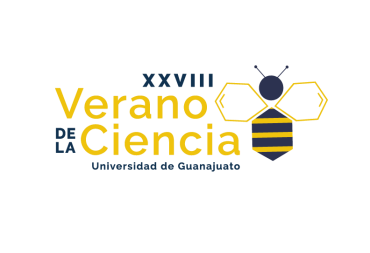 XXVIII
Verano
DE LA Ciencia
Universidad de Guanajuato